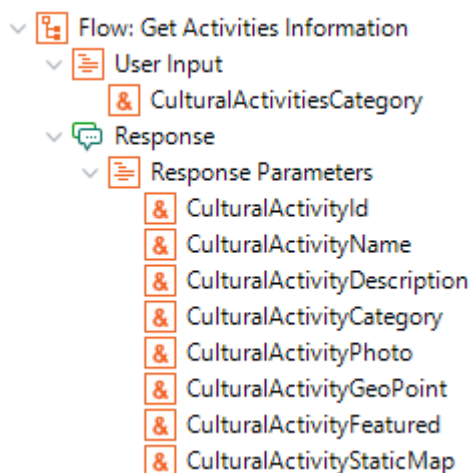 Flow: Get Activities Information
User Input
& CulturalActivitiesCategory
Response
Response Parameters
& CulturalActivityId
& CulturalActivityName
& CulturalActivityDescription
& CulturalActivityCategory
& CulturalActivityPhoto
& CulturalActivityGeoPoint
& CulturalActivityFeatured
& CulturalActivityStaticMap